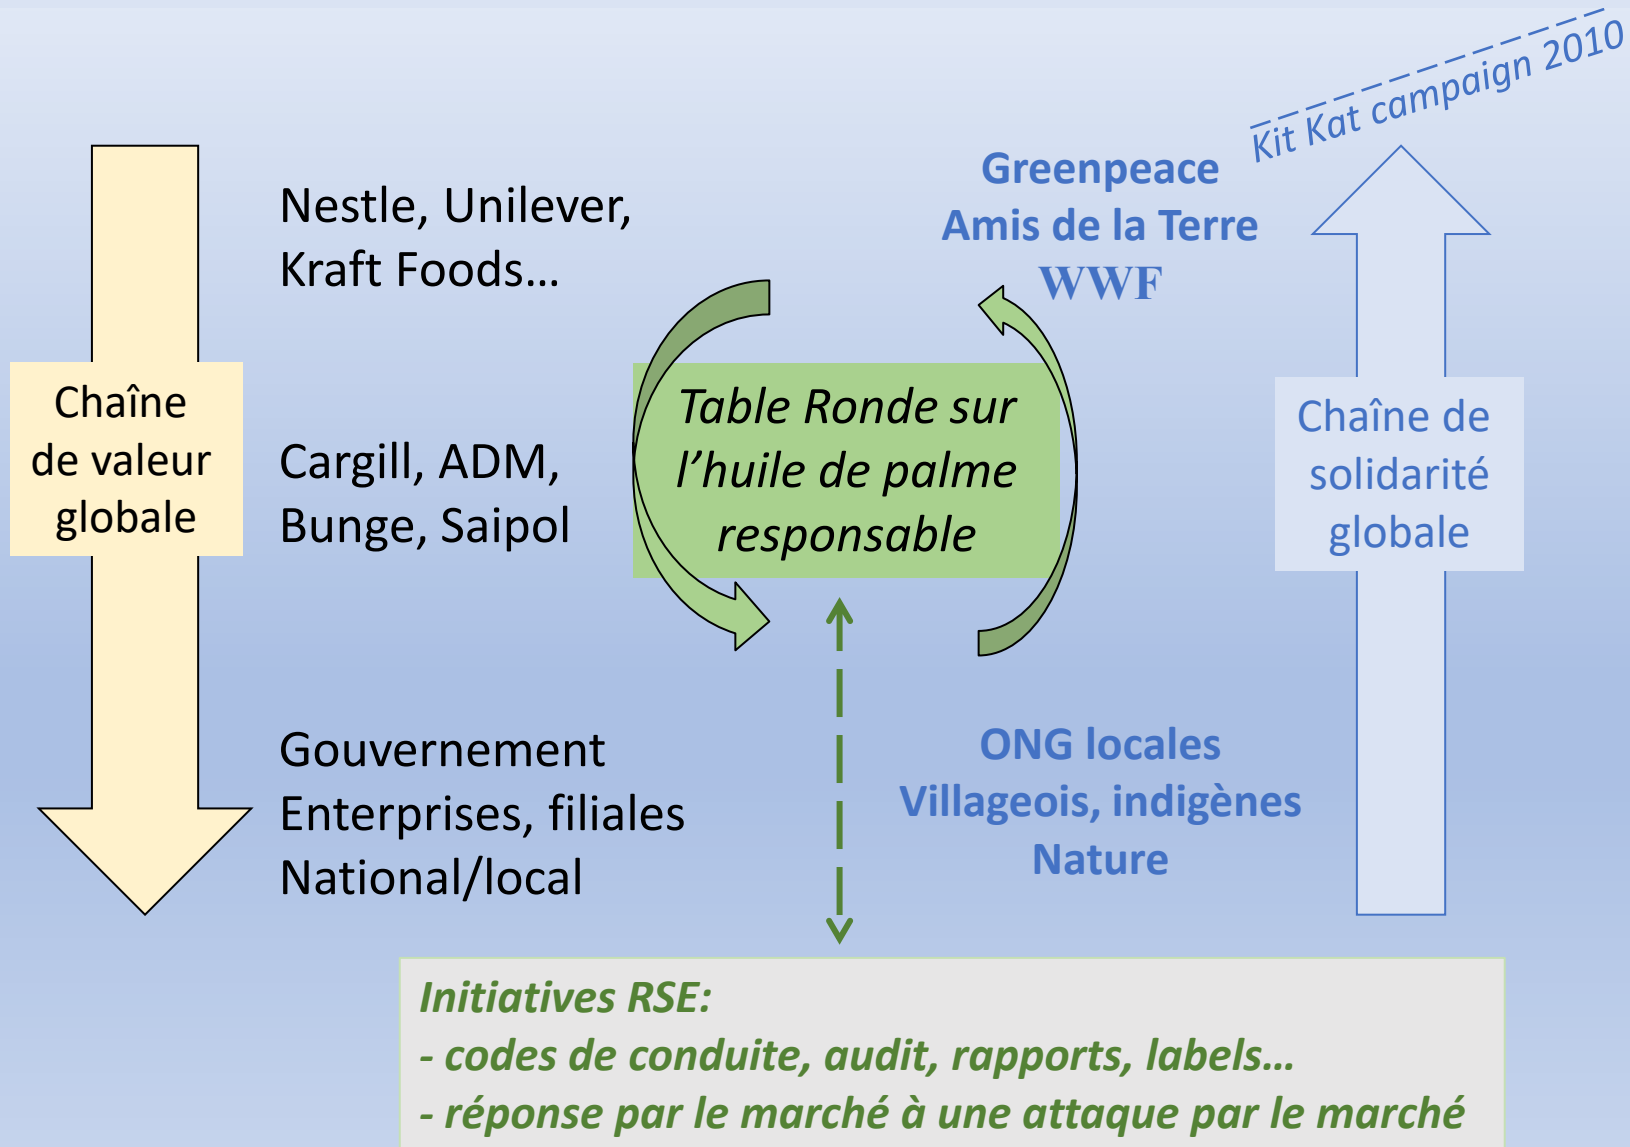 Kit Kat campaign 2010
Nestle, Unilever,
Kraft Foods…
Greenpeace
Amis de la Terre
WWF
Chaîne
de valeur
globale
Cargill, ADM,
Bunge, Saipol
Table Ronde sur
l’huile de palme
responsable
Chaîne de
solidarité
globale
Gouvernement
Enterprises, filiales
National/local
ONG locales
Villageois, indigènes
Nature
Initiatives RSE:
- codes de conduite, audit, rapports, labels…
- réponse par le marché à une attaque par le marché